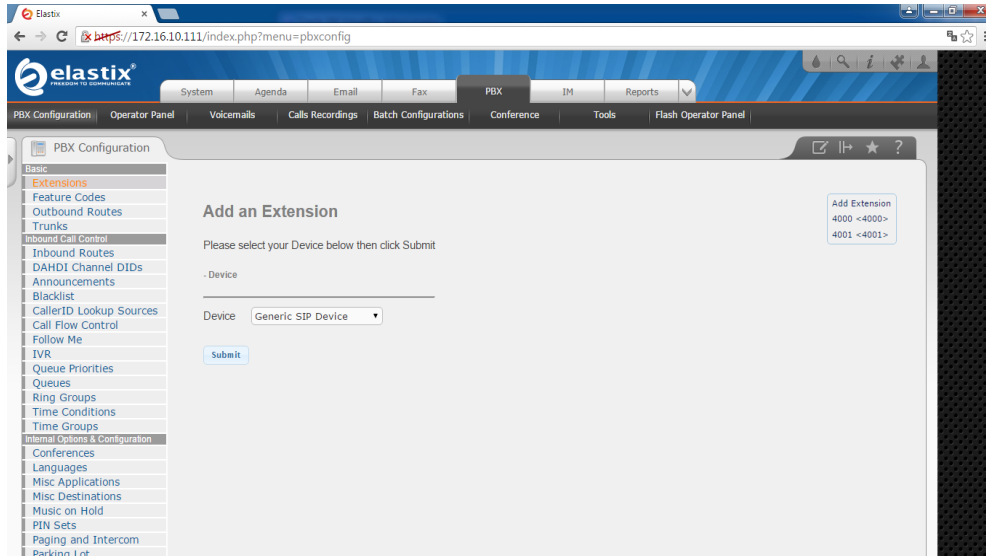 Elastix
https://172.16.10.111/index.php?menu=pbxconfig
elastix®
FREEDOM TO COMMUNICATE
System Agenda Email Fax PBX IM Reports
PBX Configuration Operator Panel Voicemails Calls Recordings Batch Configurations Conference Tools Flash Operator Panel
PBX Configuration
Basic
Extensions
Feature Codes
Outbound Routes
Trunks
Inbound Call Control
Inbound Routes
DAHDI Channel DIDs
Announcements
Blacklist
CallerID Lookup Sources
Call Flow Control
Follow Me
IVR
Queue Priorities
Queues
Ring Groups
Time Conditions
Time Groups
Internal Options & Configuration
Conferences
Languages
Misc Applications
Misc Destinations
Music on Hold
PIN Sets
Paging and Intercom
Parking Lot
Add an Extension
Please select your Device below then click Submit
- Device
Device Generic SIP Device
Submit
Add Extension
4000 <4000>
4001 <4001>